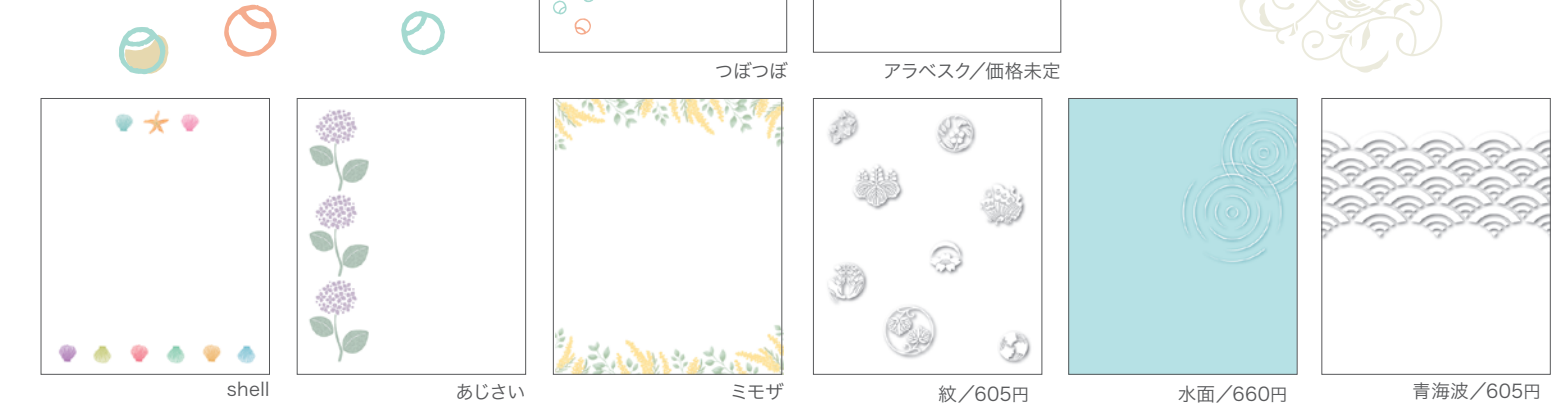 つぼつぼ
アラベスク／価格未定
shell
あじさい
ミモザ
紋／605円
水面／660円
青海波／605円